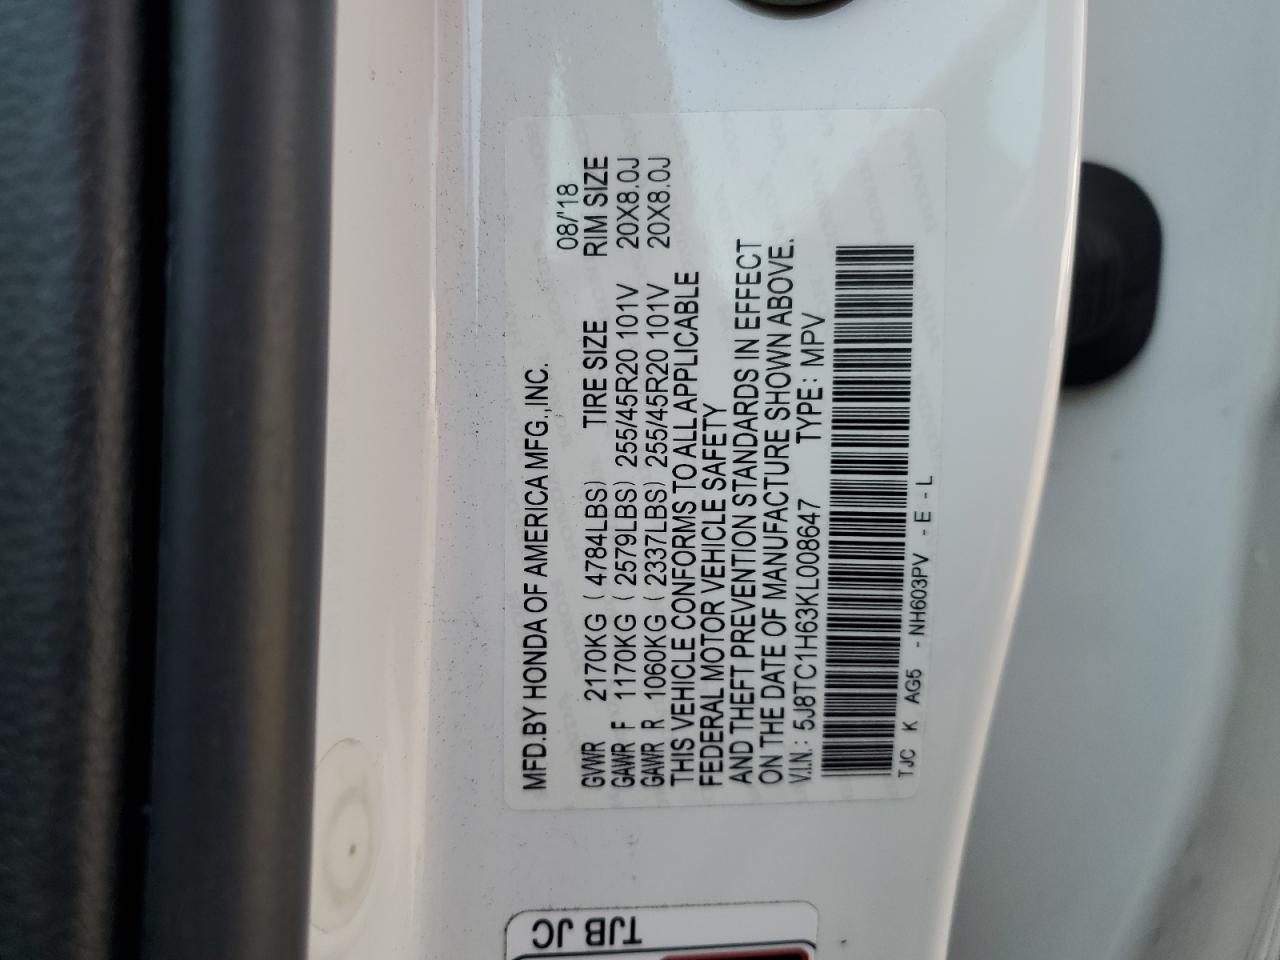 MFD.BY HONDA OF AMERICA MFG.,INC.
08/'18
GVWR 2170KG ( 4784LBS) TIRE SIZE RIM SIZE
GAWR F 1170KG ( 2579LBS) 255/45R20 101V 20X8.0J
GAWR R 1060KG ( 2337LBS) 255/45R20 101V 20X8.0J
THIS VEHICLE CONFORMS TO ALL APPLICABLE
FEDERAL MOTOR VEHICLE SAFETY
AND THEFT PREVENTION STANDARDS IN EFFECT
ON THE DATE OF MANUFACTURE SHOWN ABOVE.
V.I.N.: 5J8TC1H63KL008647 TYPE: MPV
TJC K AG5 -NH603PV -E-L
TJB JC